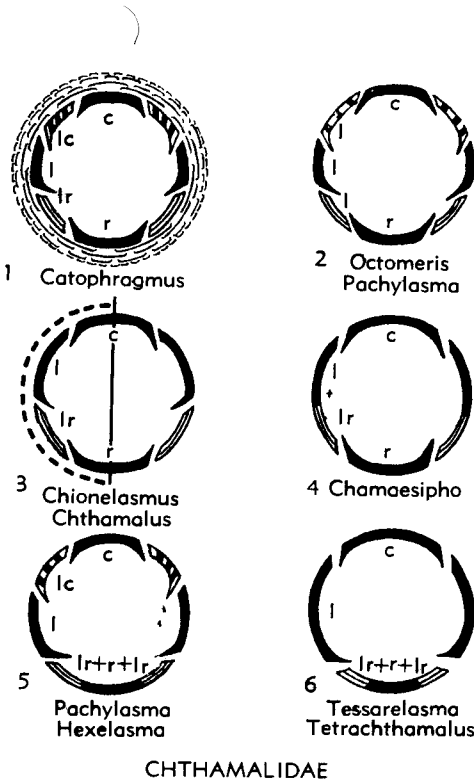 c
lc
l
lr
r
1 Catophragmus
c
l
l
r
2 Octomeris
Pachylasma
c
l
lr
r
3 Chionelasmus
Chthamalus
c
l
+
lr
r
4 Chamaesipho
c
lc
l
lr+r+lr
5
Pachylasma
Hexelasma
c
l
lr+r+lr
6
Tessarelasma
Tetrachthamalus
CHTHAMALIDAE